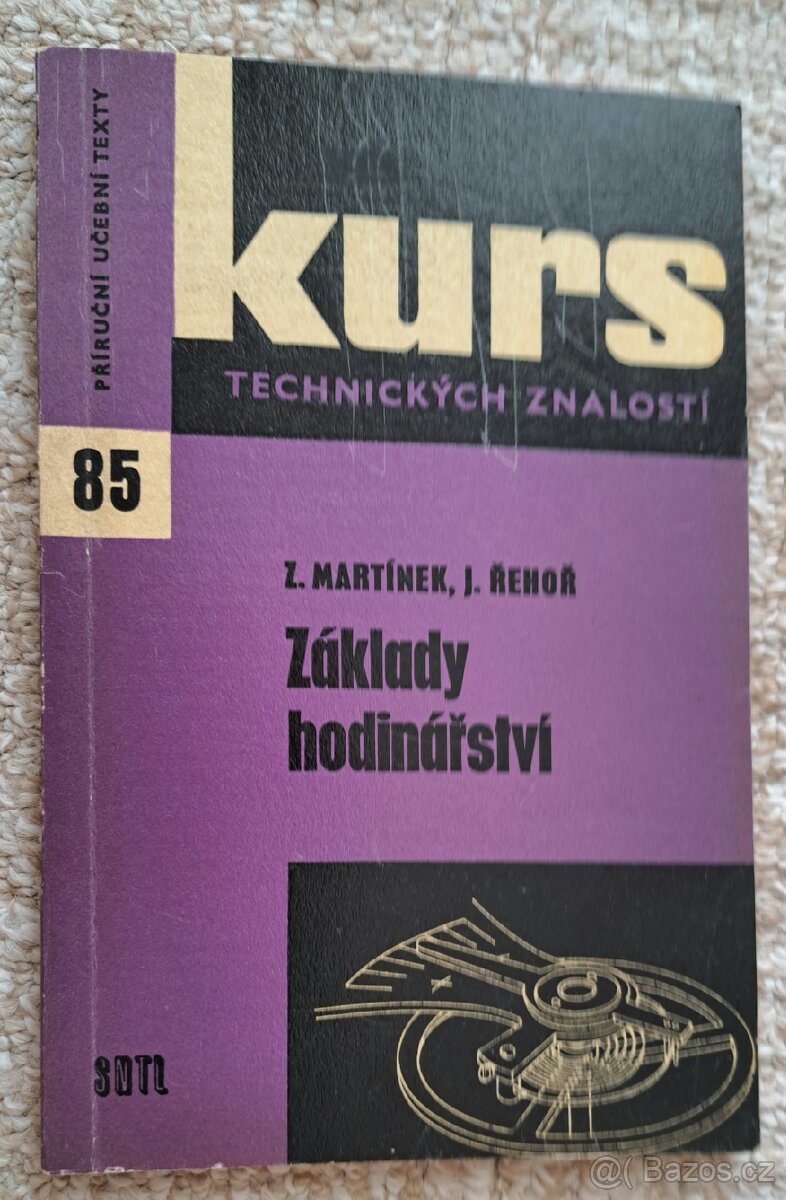 PŘÍRUČNÍ UČEBNÍ TEXTY
kurs
TECHNICKÝCH ZNALOSTÍ
85
Z. MARTÍNEK, J. ŘEHOŘ
Základy
hodinářství
SNTL
@( Bazos.cz